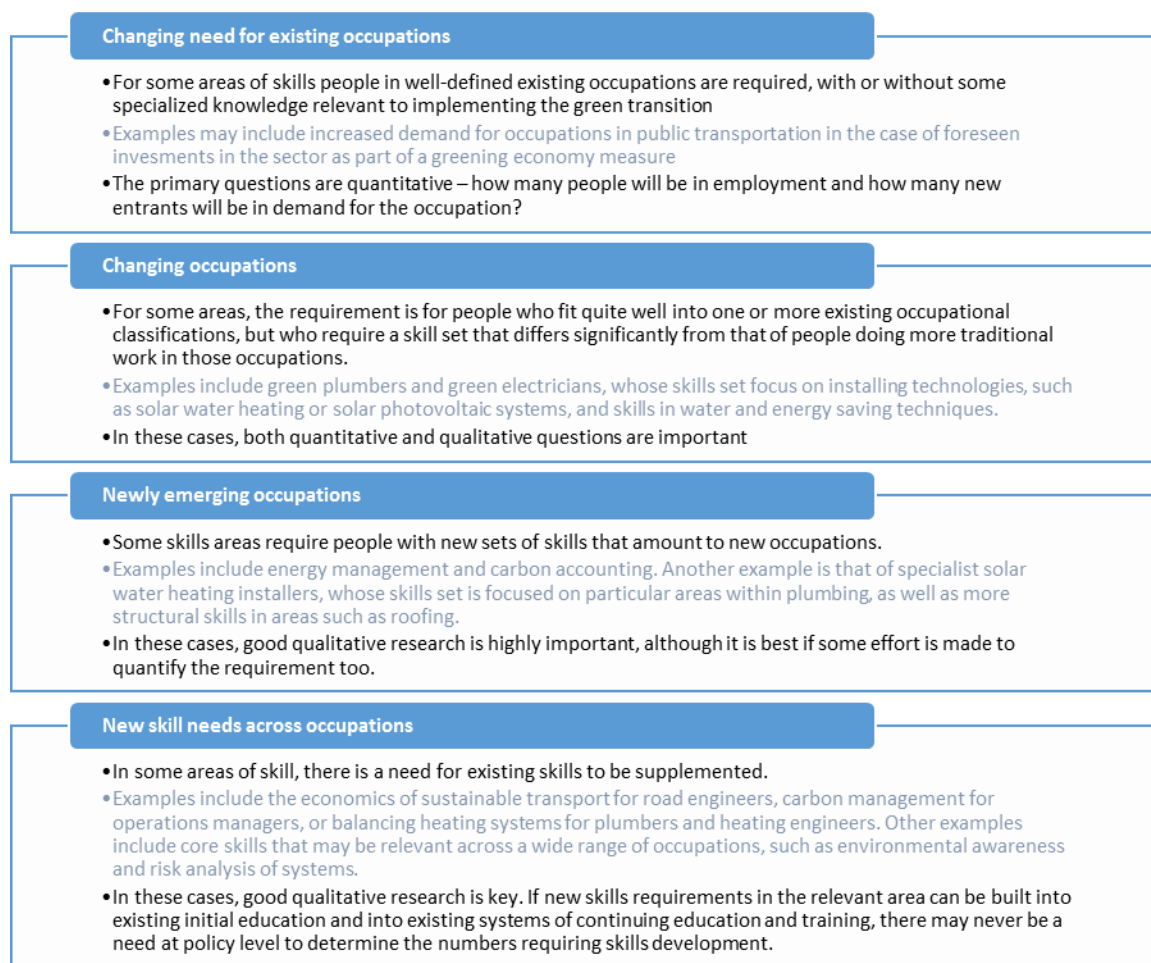 Changing need for existing occupations
•For some areas of skills people in well-defined existing occupations are required, with or without some
specialized knowledge relevant to implementing the green transition
•Examples may include increased demand for occupations in public transportation in the case of foreseen
invesments in the sector as part of a greening economy measure
•The primary questions are quantitative – how many people will be in employment and how many new
entrants will be in demand for the occupation?
Changing occupations
•For some areas, the requirement is for people who fit quite well into one or more existing occupational
classifications, but who require a skill set that differs significantly from that of people doing more traditional
work in those occupations.
•Examples include green plumbers and green electricians, whose skills set focus on installing technologies, such
as solar water heating or solar photovoltaic systems, and skills in water and energy saving techniques.
•In these cases, both quantitative and qualitative questions are important
Newly emerging occupations
•Some skills areas require people with new sets of skills that amount to new occupations.
•Examples include energy management and carbon accounting. Another example is that of specialist solar
water heating installers, whose skills set is focused on particular areas within plumbing, as well as more
structural skills in areas such as roofing.
•In these cases, good qualitative research is highly important, although it is best if some effort is made to
quantify the requirement too.
New skill needs across occupations
•In some areas of skill, there is a need for existing skills to be supplemented.
•Examples include the economics of sustainable transport for road engineers, carbon management for
operations managers, or balancing heating systems for plumbers and heating engineers. Other examples
include core skills that may be relevant across a wide range of occupations, such as environmental awareness
and risk analysis of systems.
•In these cases, good qualitative research is key. If new skills requirements in the relevant area can be built into
existing initial education and into existing systems of continuing education and training, there may never be a
need at policy level to determine the numbers requiring skills development.